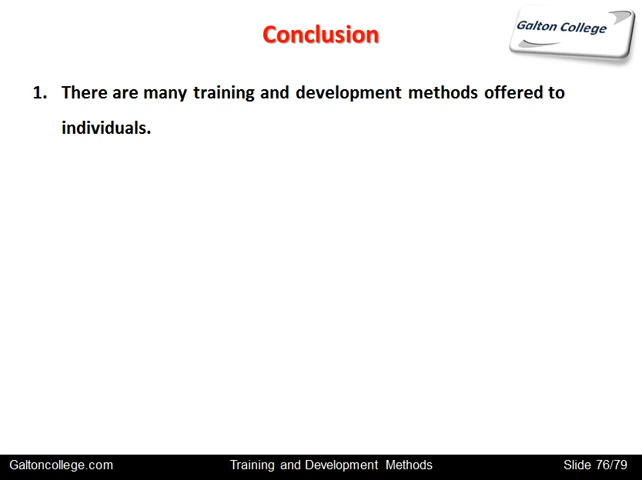 Conclusion
Galton College
1. There are many training and development methods offered to
individuals.
Galtoncollege.com Training and Development Methods Slide 76/79